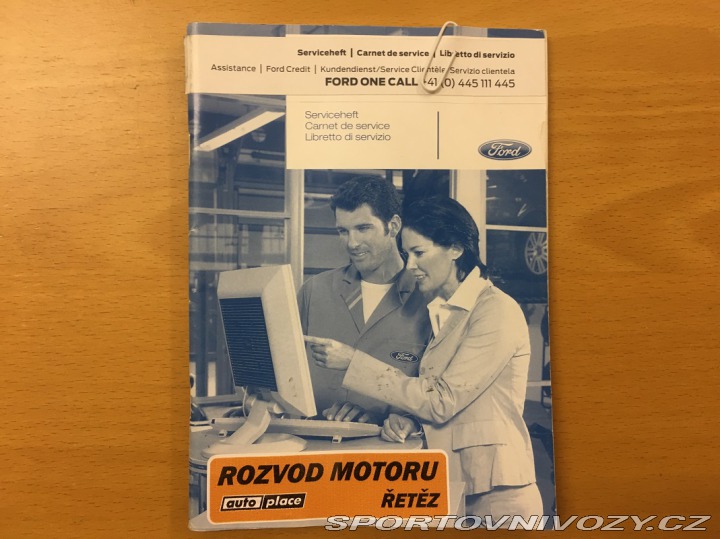 Serviceheft | Carnet de service | Libretto di servizio
Assistance | Ford Credit | Kundendienst/Service Clientèle/Servizio clientela
FORD ONE CALL +41 (0) 445 111 445
Serviceheft
Carnet de service
Libretto di servizio
Ford
Ford
ROZVOD MOTORU
auto place
ŘETĚZ
SPORTOVNIVOZY.CZ